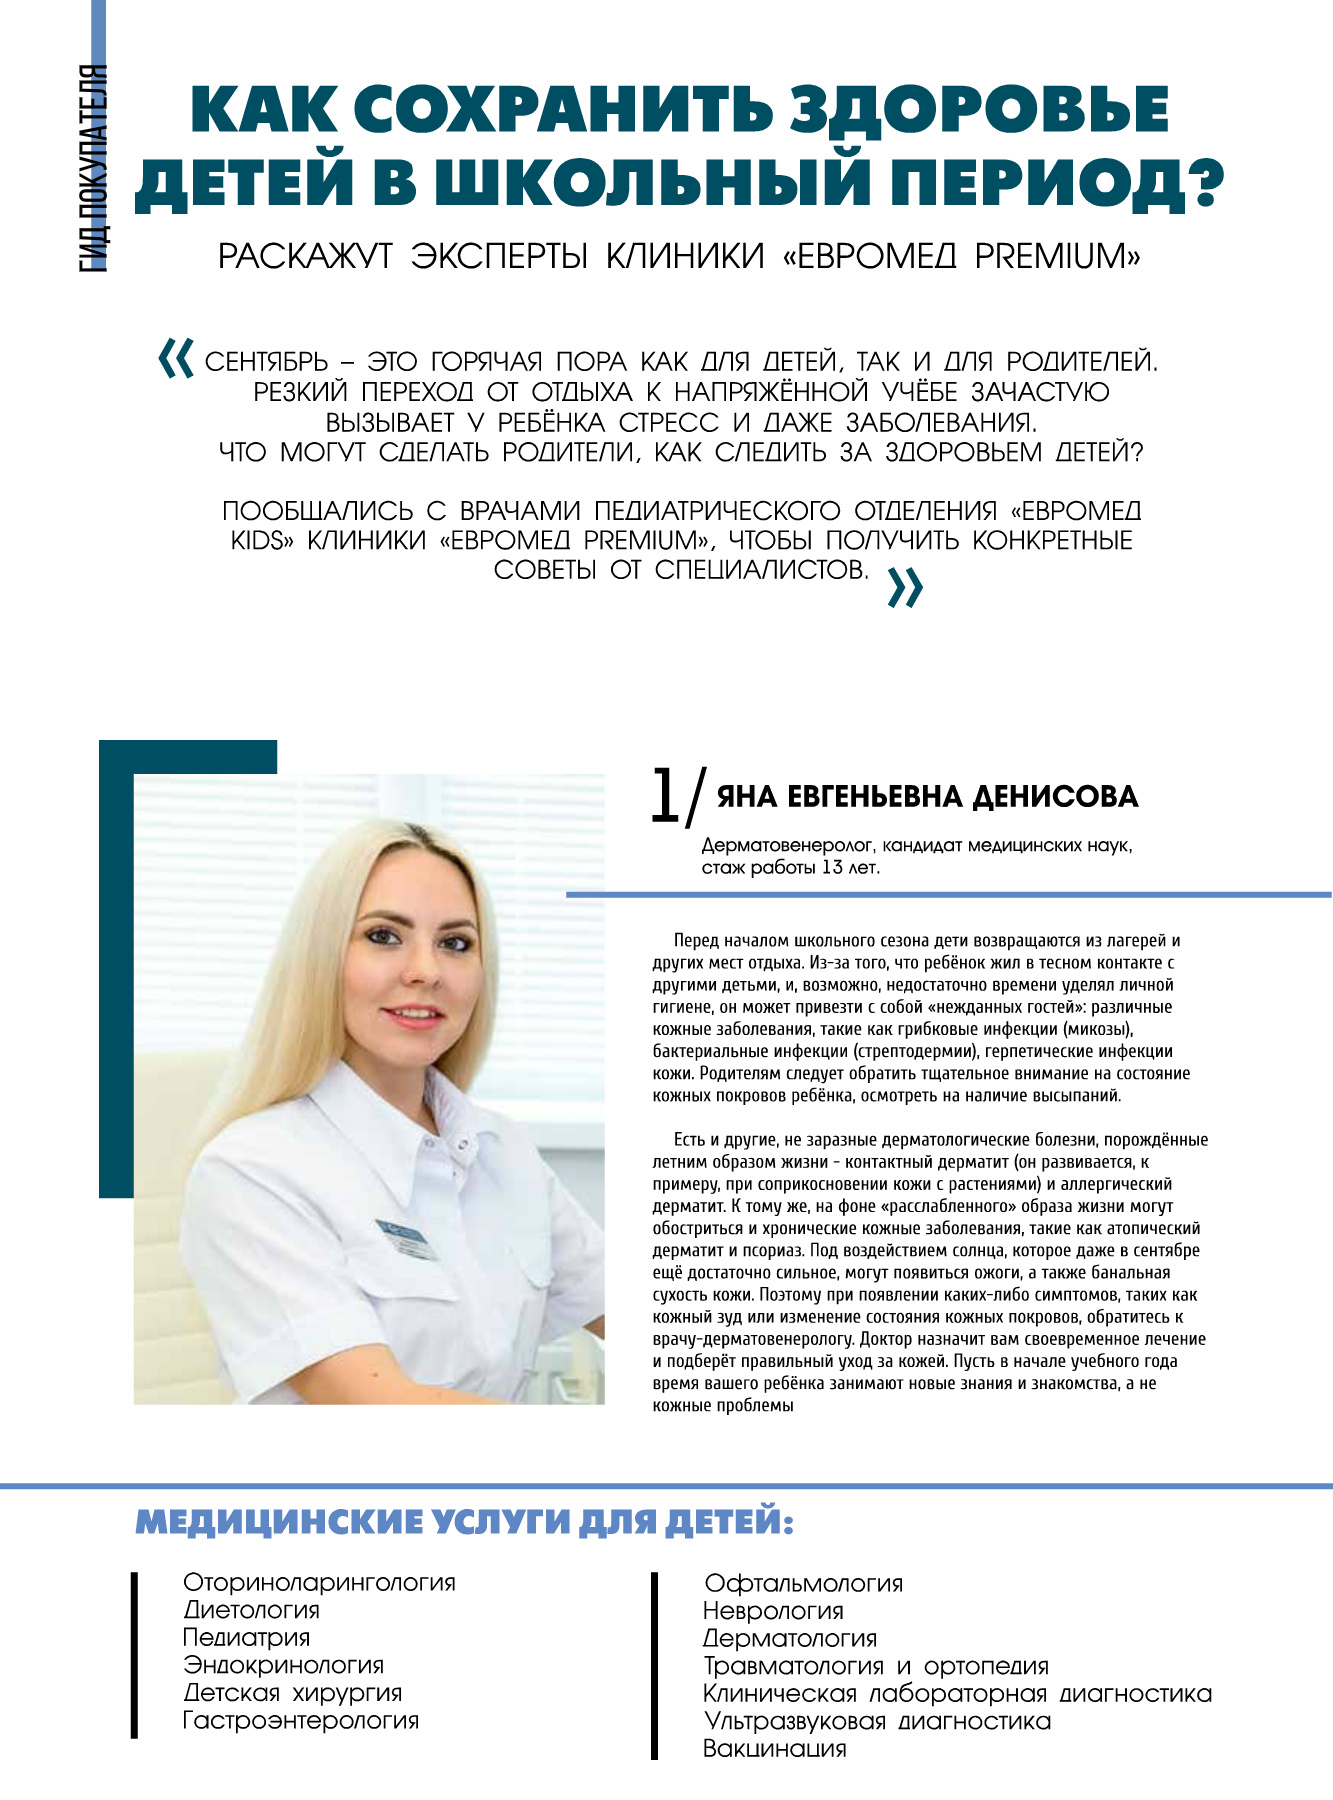 ГИД ПОКУПАТЕЛЯ
КАК СОХРАНИТЬ ЗДОРОВЬЕ
ДЕТЕЙ В ШКОЛЬНЫЙ ПЕРИОД?
РАСКАЖУТ ЭКСПЕРТЫ КЛИНИКИ «ЕВРОМЕД PREMIUM»
« СЕНТЯБРЬ – ЭТО ГОРЯЧАЯ ПОРА КАК ДЛЯ ДЕТЕЙ, ТАК И ДЛЯ РОДИТЕЛЕЙ.
РЕЗКИЙ ПЕРЕХОД ОТ ОТДЫХА К НАПРЯЖЁННОЙ УЧЁБЕ ЗАЧАСТУЮ
ВЫЗЫВАЕТ У РЕБЁНКА СТРЕСС И ДАЖЕ ЗАБОЛЕВАНИЯ.
ЧТО МОГУТ СДЕЛАТЬ РОДИТЕЛИ, КАК СЛЕДИТЬ ЗА ЗДОРОВЬЕМ ДЕТЕЙ?
ПООБЩАЛИСЬ С ВРАЧАМИ ПЕДИАТРИЧЕСКОГО ОТДЕЛЕНИЯ «ЕВРОМЕД
KIDS» КЛИНИКИ «ЕВРОМЕД PREMIUM», ЧТОБЫ ПОЛУЧИТЬ КОНКРЕТНЫЕ
СОВЕТЫ ОТ СПЕЦИАЛИСТОВ. »
1/ ЯНА ЕВГЕНЬЕВНА ДЕНИСОВА
Дерматовенеролог, кандидат медицинских наук,
стаж работы 13 лет.
Перед началом школьного сезона дети возвращаются из лагерей и
других мест отдыха. Из-за того, что ребёнок жил в тесном контакте с
другими детьми, и, возможно, недостаточно времени уделял личной
гигиене, он может привезти с собой «нежданных гостей»: различные
кожные заболевания, такие как грибковые инфекции (микозы),
бактериальные инфекции (стрептодермии), герпетические инфекции
кожи. Родителям следует обратить тщательное внимание на состояние
кожных покровов ребёнка, осмотреть на наличие высыпаний.
Есть и другие, не заразные дерматологические болезни, порождённые
летним образом жизни - контактный дерматит (он развивается, к
примеру, при соприкосновении кожи с растениями) и аллергический
дерматит. К тому же, на фоне «расслабленного» образа жизни могут
обостриться и хронические кожные заболевания, такие как атопический
дерматит и псориаз. Под воздействием солнца, которое даже в сентябре
ещё достаточно сильное, могут появиться ожоги, а также банальная
сухость кожи. Поэтому при появлении каких-либо симптомов, таких как
кожный зуд или изменение состояния кожных покровов, обратитесь к
врачу-дерматовенерологу. Доктор назначит вам своевременное лечение
и подберёт правильный уход за кожей. Пусть в начале учебного года
время вашего ребёнка занимают новые знания и знакомства, а не
кожные проблемы
МЕДИЦИНСКИЕ УСЛУГИ ДЛЯ ДЕТЕЙ:
Оториноларингология
Диетология
Педиатрия
Эндокринология
Детская хирургия
Гастроэнтерология
Офтальмология
Неврология
Дерматология
Травматология и ортопедия
Клиническая лабораторная диагностика
Ультразвуковая диагностика
Вакцинация